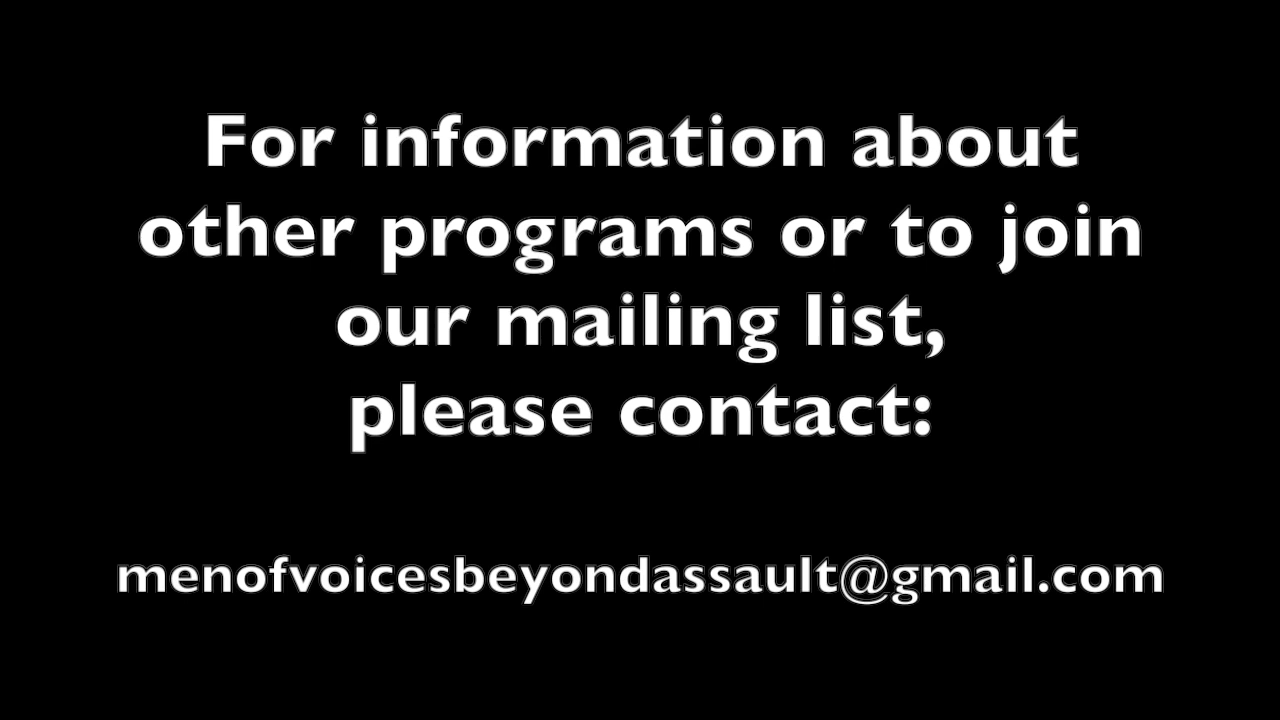 For information about
other programs or to join
our mailing list,
please contact:
menofvoicesbeyondassault@gmail.com